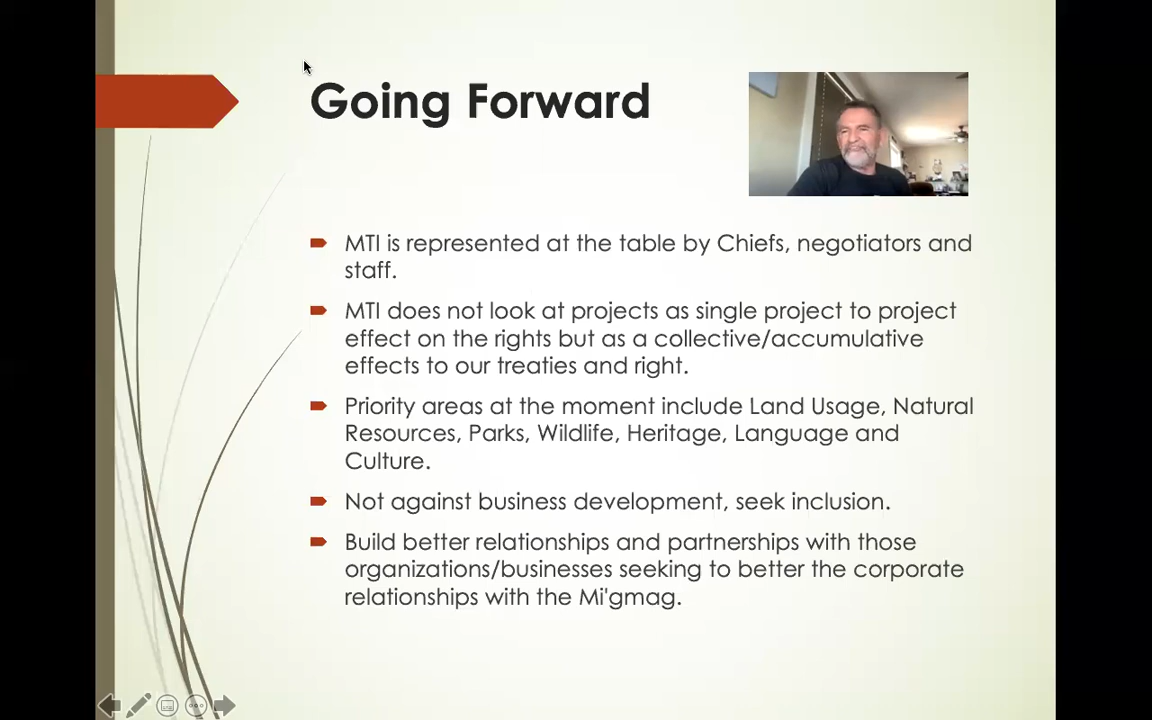 Going Forward
MTI is represented at the table by Chiefs, negotiators and
staff.
MTI does not look at projects as single project to project
effect on the rights but as a collective/accumulative
effects to our treaties and right.
Priority areas at the moment include Land Usage, Natural
Resources, Parks, Wildlife, Heritage, Language and
Culture.
Not against business development, seek inclusion.
Build better relationships and partnerships with those
organizations/businesses seeking to better the corporate
relationships with the Mi'gmag.